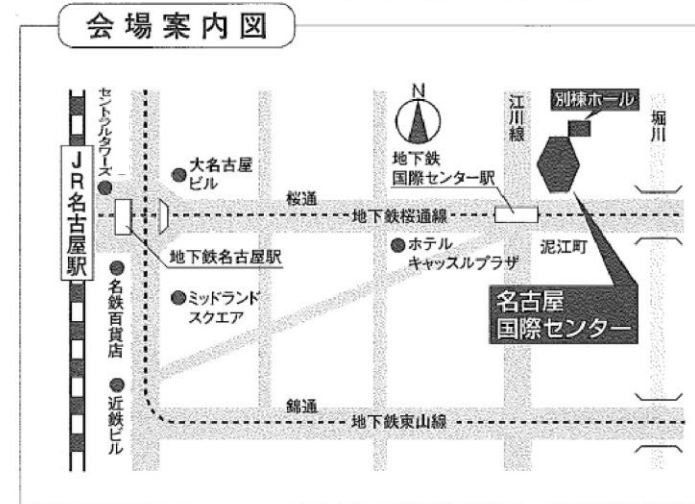 会場案内図
セントラルタワーズ
JR名古屋駅
大名古屋
ビル
N
地下鉄
国際センター駅
江川線
別棟ホール
堀川
桜通
地下鉄桜通線
地下鉄名古屋駅
ホテル
キャッスルプラザ
泥江町
名鉄百貨店
ミッドランド
スクエア
名古屋
国際センター
近鉄ビル
錦通
地下鉄東山線